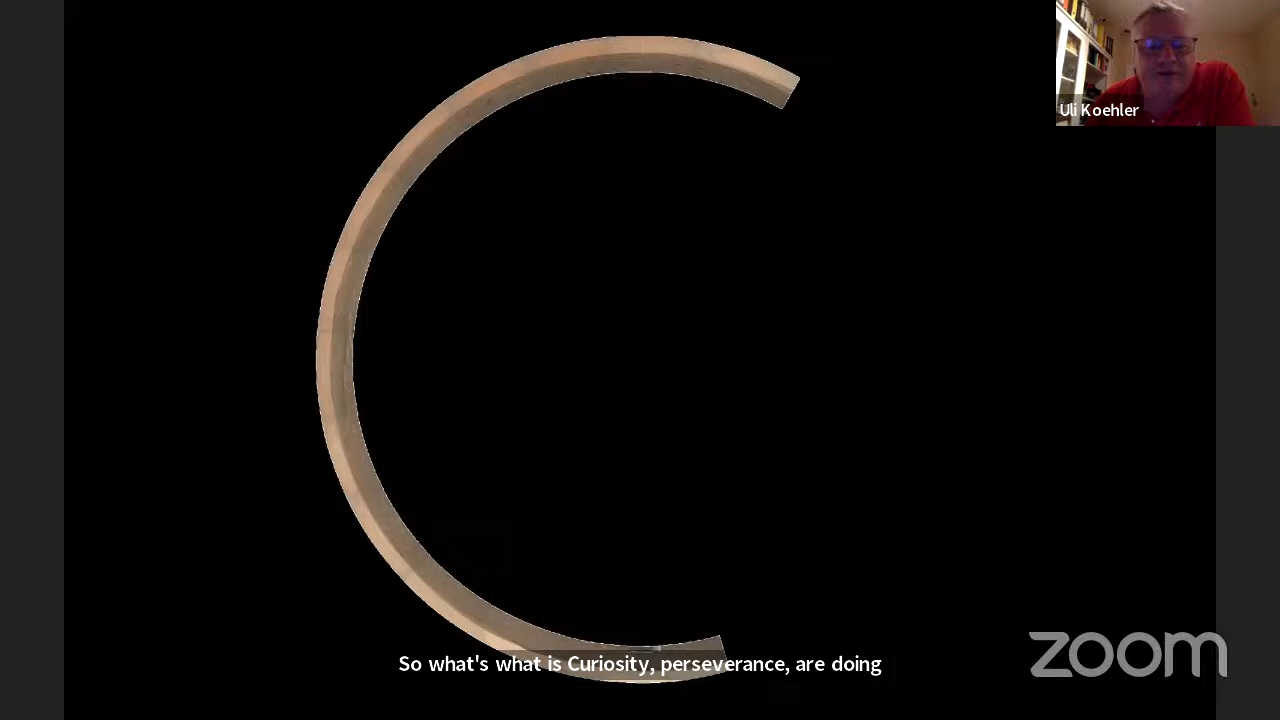 Uli Koehler
So what's what is Curiosity, perseverance, are doing
zoom